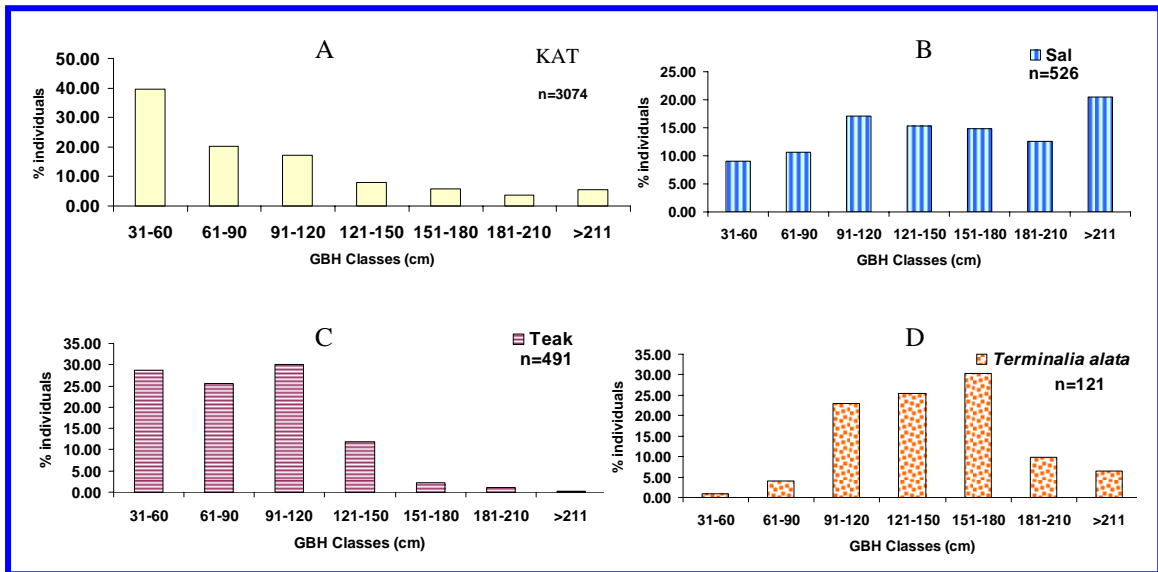 A
KAT
n=3074
% individuals
50.00
40.00
30.00
20.00
10.00
0.00
31-60 61-90 91-120 121-150 151-180 181-210 >211
GBH Classes (cm)
B
Sal
n=526
% individuals
25.00
20.00
15.00
10.00
5.00
0.00
31-60 61-90 91-120 121-150 151-180 181-210 >211
GBH Classes (cm)
C
Teak
n=491
% individuals
35.00
30.00
25.00
20.00
15.00
10.00
5.00
0.00
31-60 61-90 91-120 121-150 151-180 181-210 >211
GBH Classes (cm)
D
Terminalia alata
n=121
% individuals
35.00
30.00
25.00
20.00
15.00
10.00
5.00
0.00
31-60 61-90 91-120 121-150 151-180 181-210 >211
GBH Classes (cm)